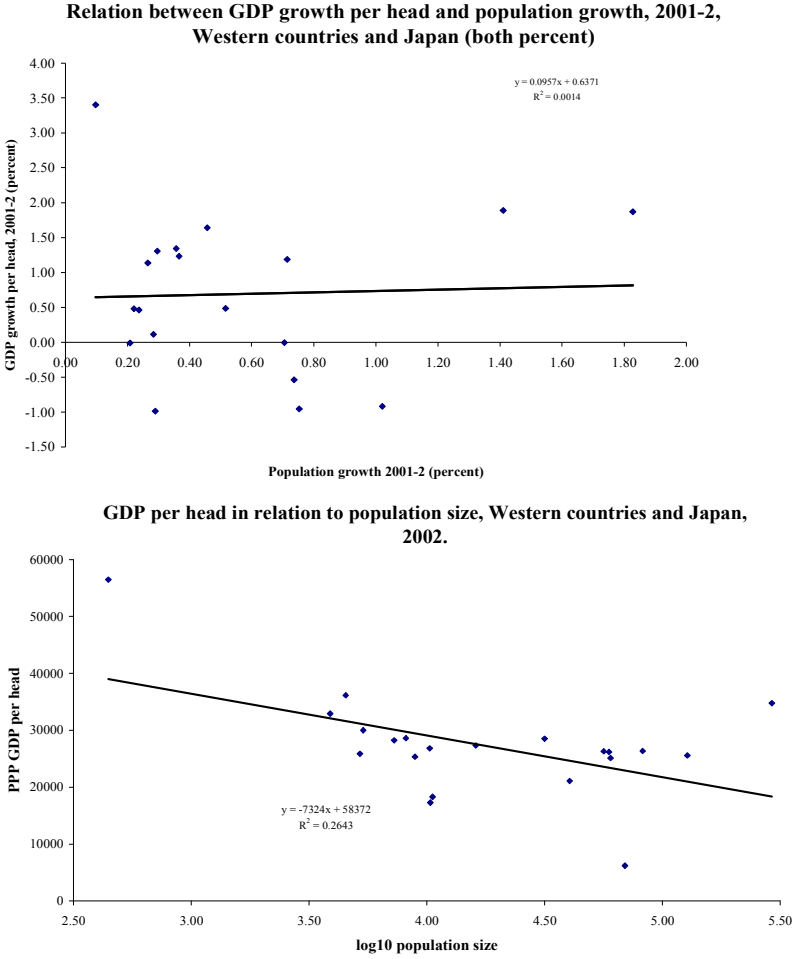 Relation between GDP growth per head and population growth, 2001-2,
Western countries and Japan (both percent)
4.00
3.50
3.00
2.50
2.00
1.50
1.00
0.50
0.00
-0.50
-1.00
-1.50
GDP growth per head, 2001-2 (percent)
y = 0.0957x + 0.6371
R² = 0.0014
0.00 0.20 0.40 0.60 0.80 1.00 1.20 1.40 1.60 1.80 2.00
Population growth 2001-2 (percent)
GDP per head in relation to population size, Western countries and Japan,
2002.
60000
50000
40000
30000
20000
10000
0
PPP GDP per head
y = -7324x + 58372
R² = 0.2643
2.50 3.00 3.50 4.00 4.50 5.00 5.50
log10 population size